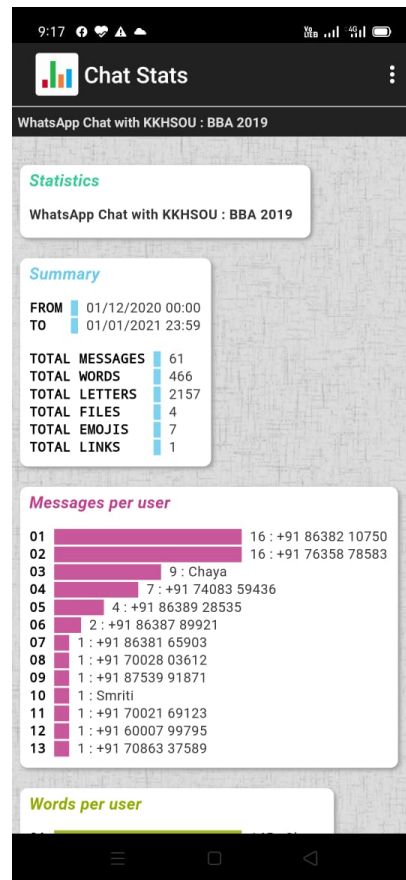 9:17
Chat Stats
WhatsApp Chat with KKHSOU : BBA 2019
Statistics
WhatsApp Chat with KKHSOU : BBA 2019
Summary
FROM 01/12/2020 00:00
TO 01/01/2021 23:59
TOTAL MESSAGES 61
TOTAL WORDS 466
TOTAL LETTERS 2157
TOTAL FILES 4
TOTAL EMOJIS 7
TOTAL LINKS 1
Messages per user
01 16 : +91 86382 10750
02 16 : +91 76358 78583
03 9 : Chaya
04 7 : +91 74083 59436
05 4 : +91 86389 28535
06 2 : +91 86387 89921
07 1 : +91 86381 65903
08 1 : +91 70028 03612
09 1 : +91 87539 91871
10 1 : Smriti
11 1 : +91 70021 69123
12 1 : +91 60007 99795
13 1 : +91 70863 37589
Words per user